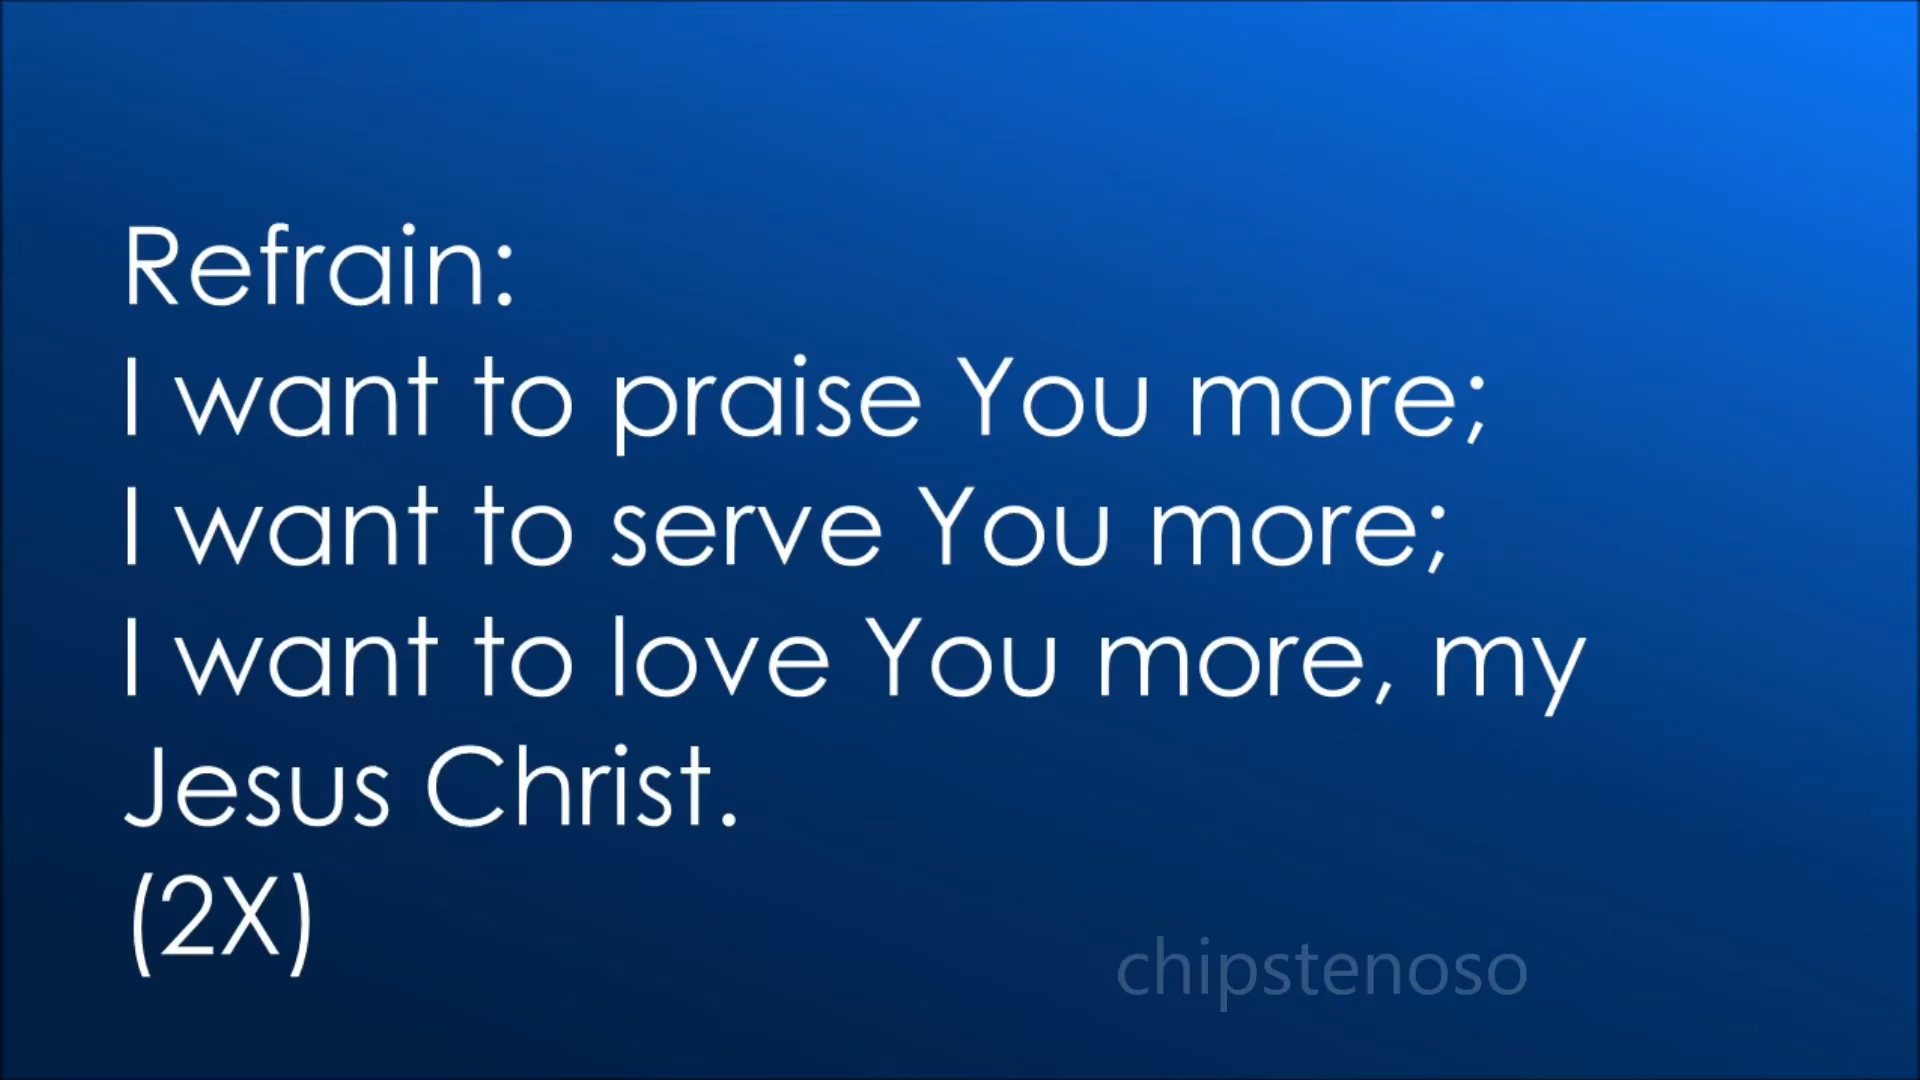 Refrain:
I want to praise You more;
I want to serve You more;
I want to love You more, my
Jesus Christ.
(2X)
chipstenoso